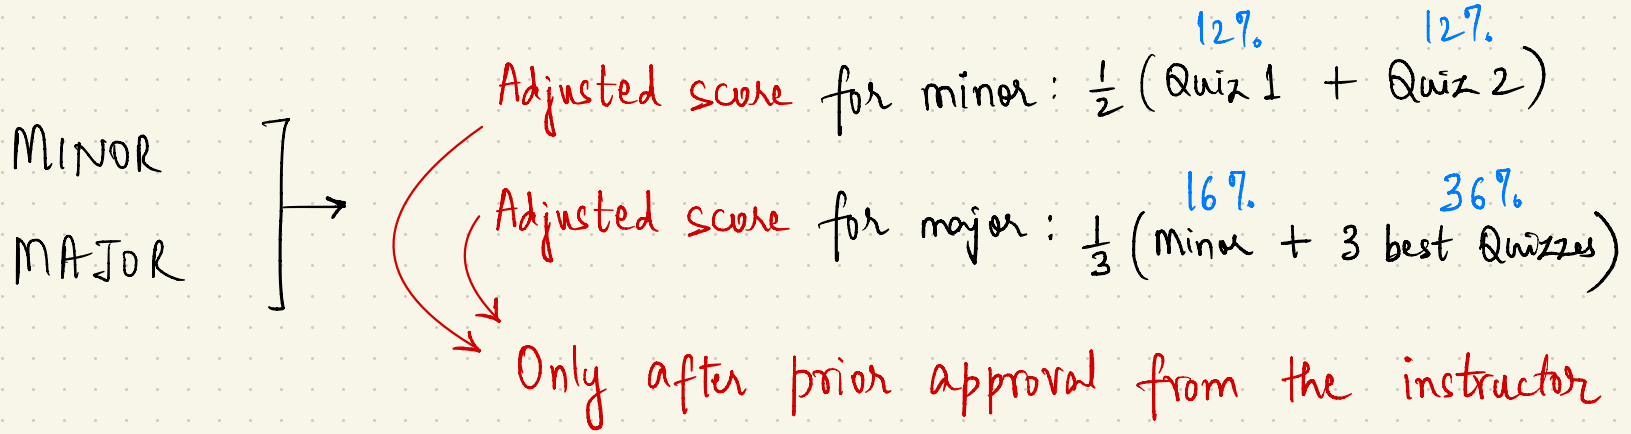 12% 12%
Adjusted score for minor: 1/2 (Quiz 1 + Quiz 2)
MINOR
16% 36%
Adjusted score for major: 1/3 (Minor + 3 best Quizzes)
MAJOR
Only after prior approval from the instructor